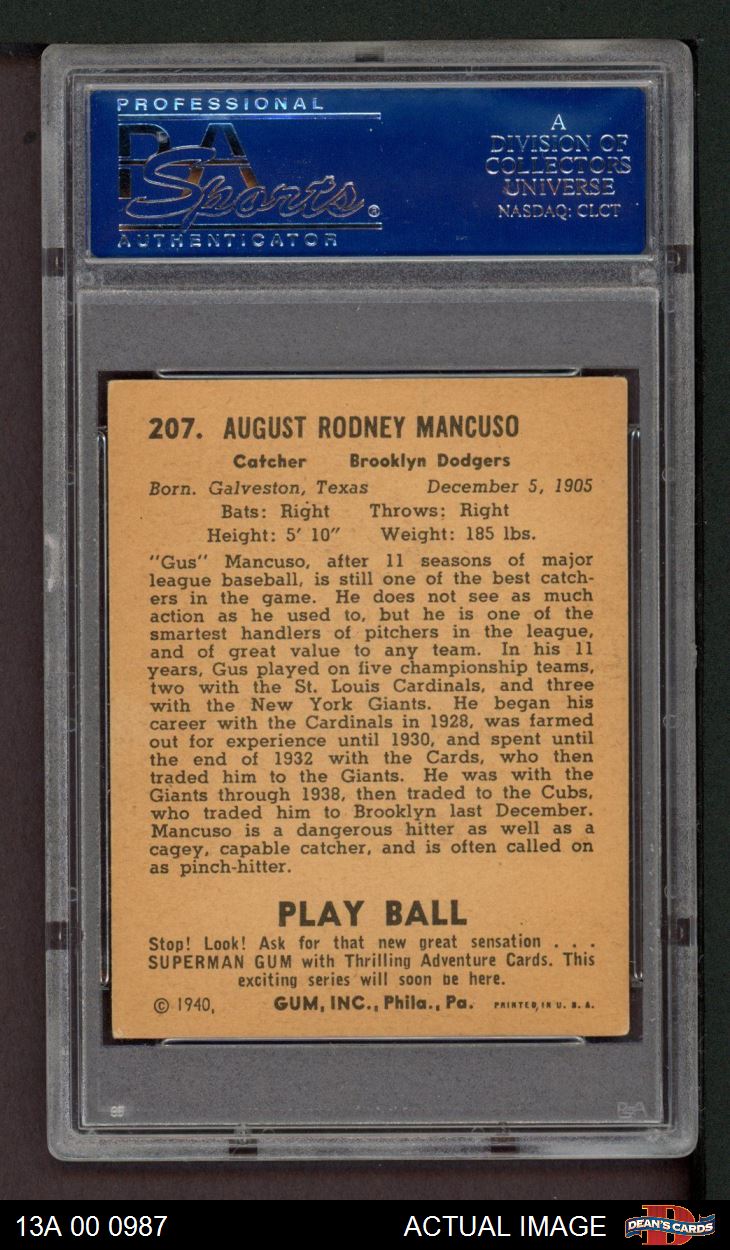 PROFESSIONAL
PSA
Sports®
AUTHENTICATOR
A
DIVISION OF
COLLECTORS
UNIVERSE
NASDAQ: CLCT
207. AUGUST RODNEY MANCUSO
Catcher Brooklyn Dodgers
Born. Galveston, Texas December 5, 1905
Bats: Right Throws: Right
Height: 5' 10" Weight: 185 lbs.
"Gus" Mancuso, after 11 seasons of major
league baseball, is still one of the best catch-
ers in the game. He does not see as much
action as he used to, but he is one of the
smartest handlers of pitchers in the league,
and of great value to any team. In his 11
years, Gus played on five championship teams,
two with the St. Louis Cardinals, and three
with the New York Giants. He began his
career with the Cardinals in 1928, was farmed
out for experience until 1930, and spent until
the end of 1932 with the Cards, who then
traded him to the Giants. He was with the
Giants through 1938, then traded to the Cubs,
who traded him to Brooklyn last December.
Mancuso is a dangerous hitter as well as a
cagey, capable catcher, and is often called on
as pinch-hitter.
PLAY BALL
Stop! Look! Ask for that new great sensation . . .
SUPERMAN GUM with Thrilling Adventure Cards. This
exciting series will soon be here.
© 1940, GUM, INC., Phila., Pa. PRINTED IN U. S. A.
PSA
13A 00 0987 ACTUAL IMAGE DEAN'S CARDS